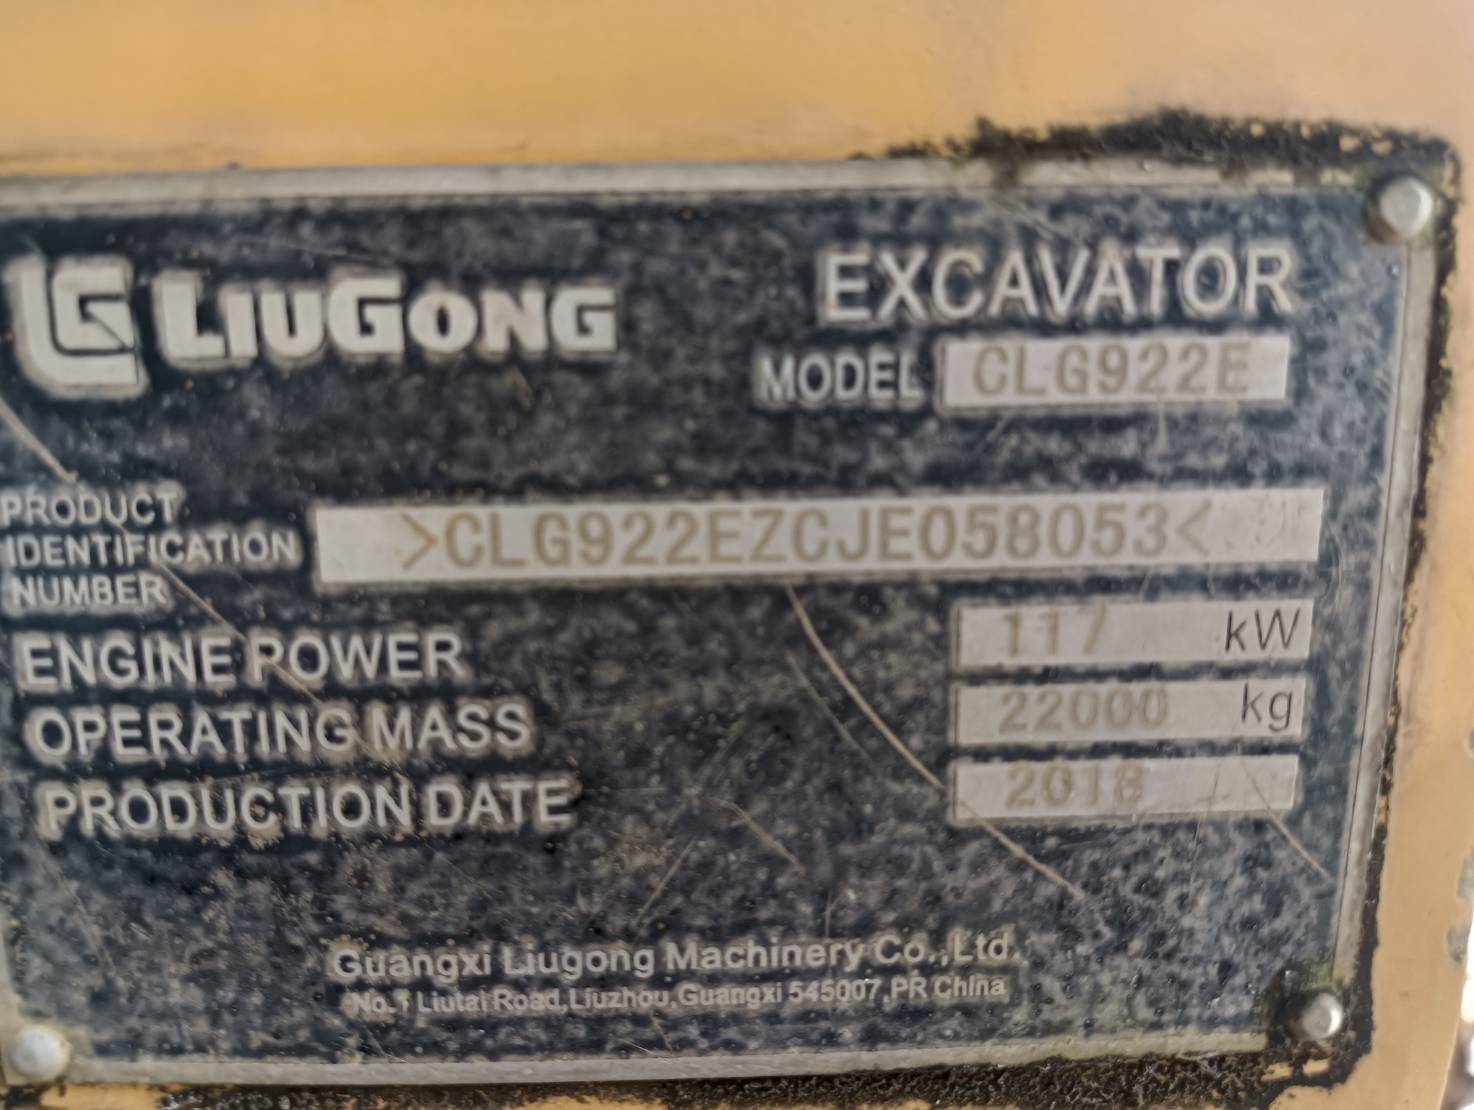 LG LIUGONG
EXCAVATOR
MODEL CLG922E
PRODUCT
IDENTIFICATION
NUMBER
>CLG922EZCJE058053<
ENGINE POWER 117 kW
OPERATING MASS 22000 kg
PRODUCTION DATE 2018
Guangxi Liugong Machinery Co.,Ltd.
No.1 Liutai Road,Liuzhou,Guangxi 545007,PR China